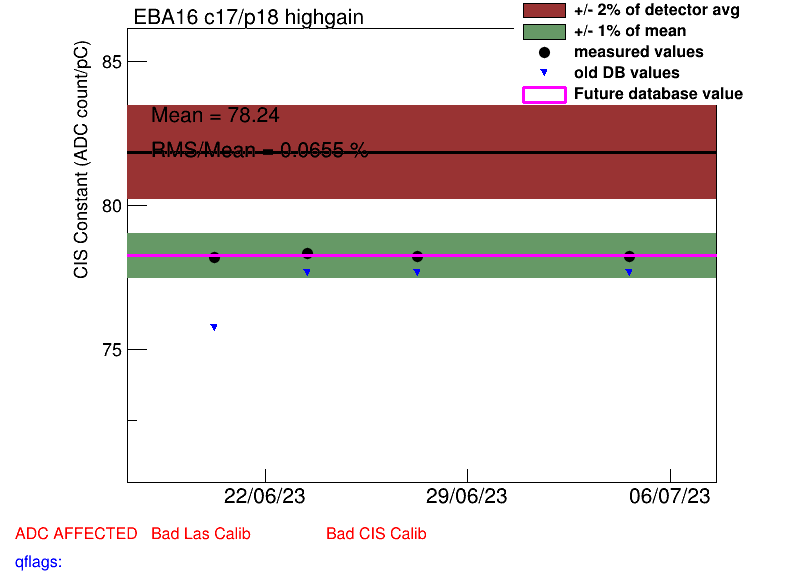 EBA16 c17/p18 highgain
+/- 2% of detector avg
+/- 1% of mean
measured values
old DB values
Future database value
CIS Constant (ADC count/pC)
85
80
75
Mean = 78.24
RMS/Mean = 0.0655 %
22/06/23 29/06/23 06/07/23
ADC AFFECTED Bad Las Calib Bad CIS Calib
qflags: